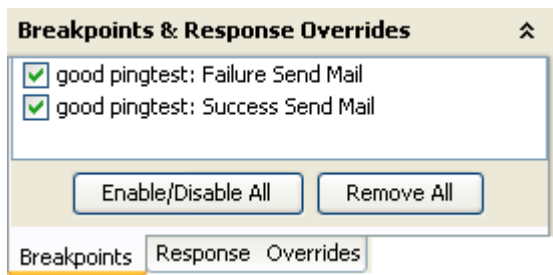 Breakpoints & Response Overrides
good pingtest: Failure Send Mail
good pingtest: Success Send Mail
Enable/Disable All Remove All
Breakpoints Response Overrides